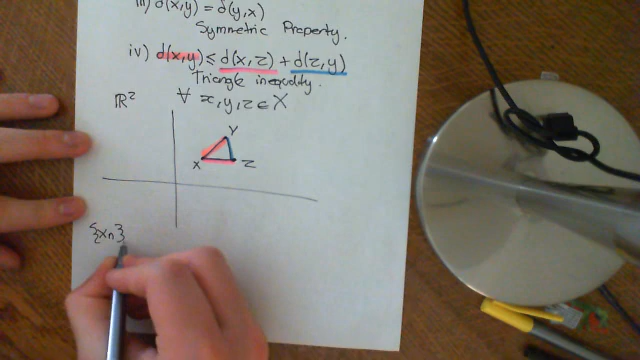 iii) d(x,y) = d(y,x)
Symmetric Property.
iv) d(x,y) ≤ d(x,z) + d(z,y)
Triangle inequality.
∀ x,y,z ∈ X
ℝ²
Y
X
Z
{xn}